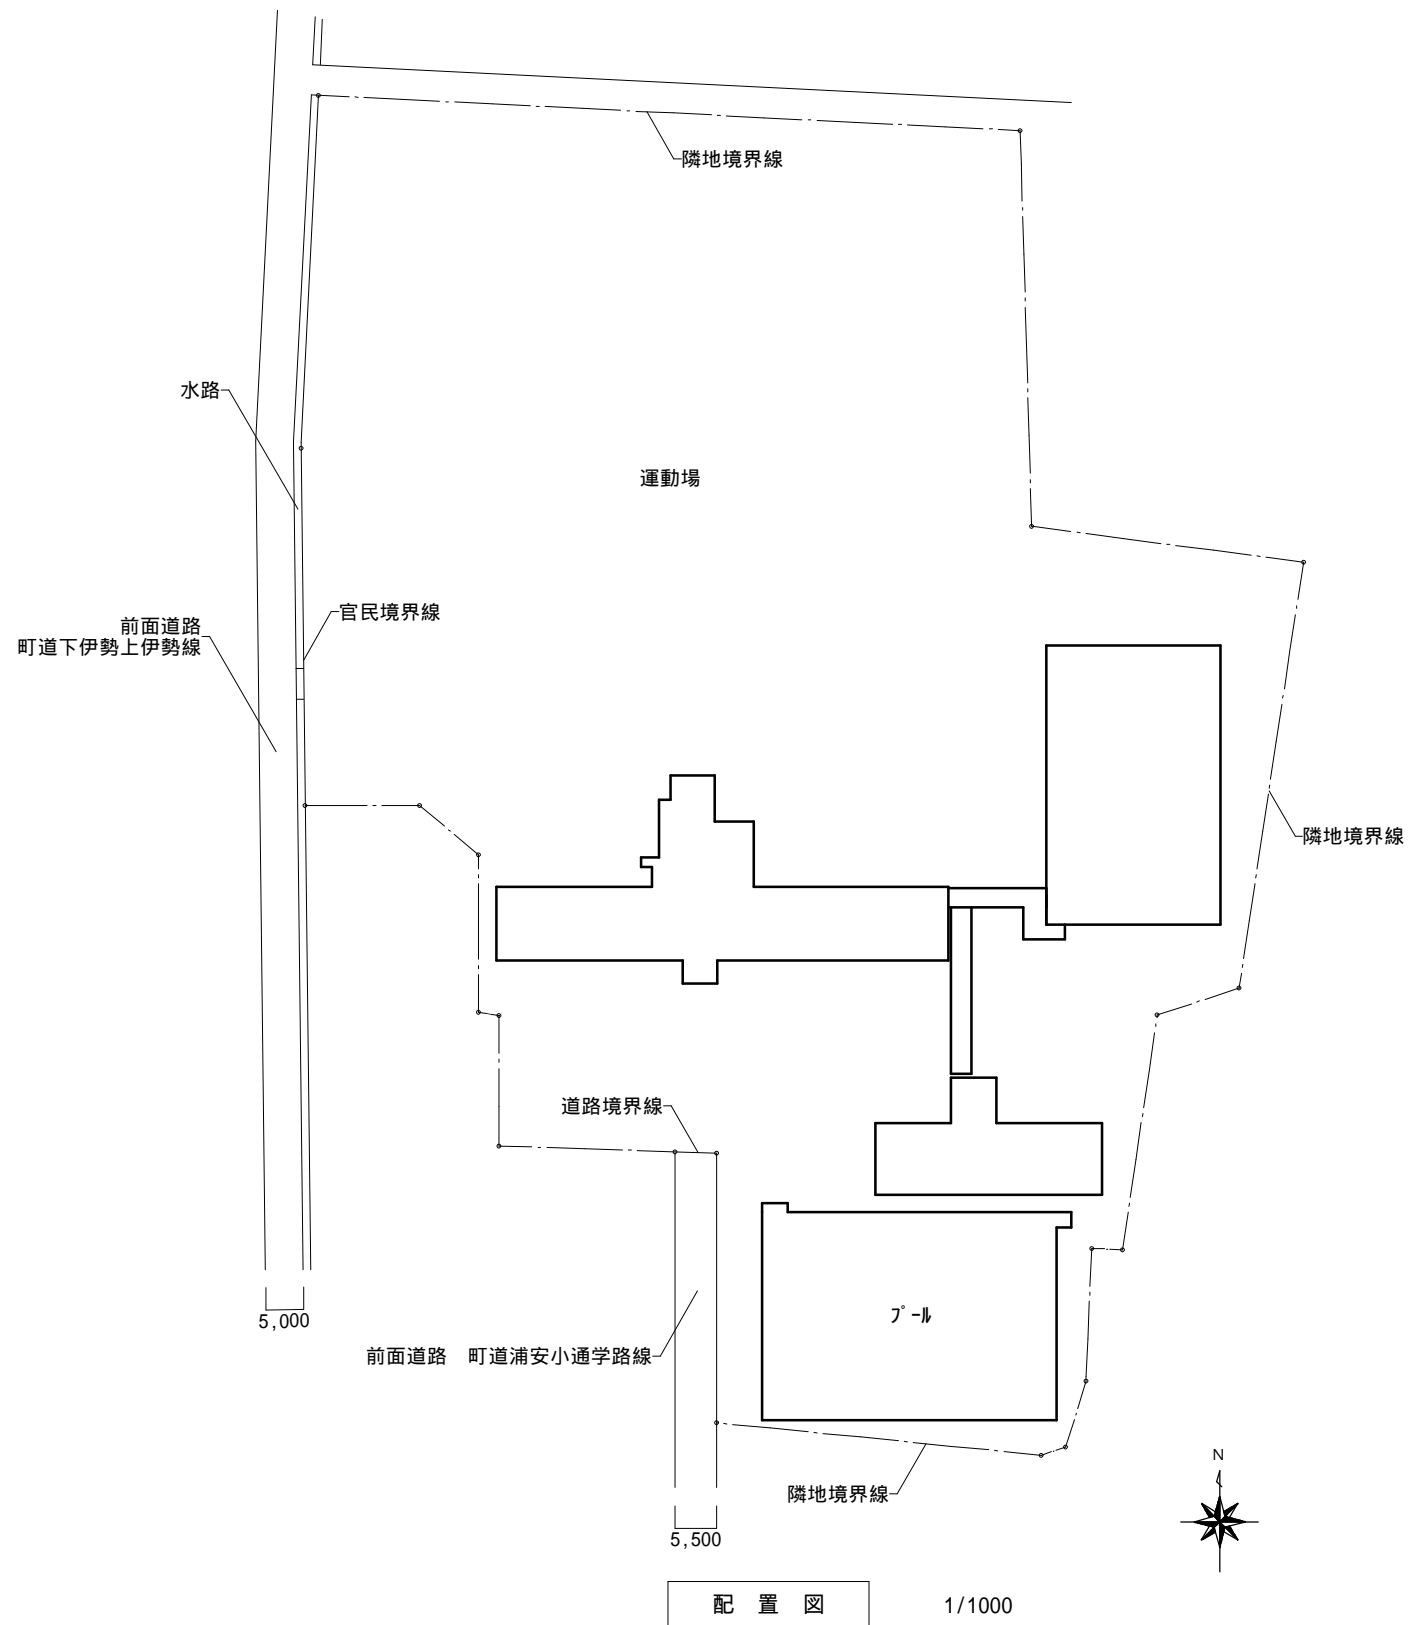 隣地境界線
水路
運動場
官民境界線
前面道路
町道下伊勢上伊勢線
隣地境界線
道路境界線
ﾌﾟｰﾙ
5,000
前面道路　町道浦安小通学路線
N
隣地境界線
5,500
配 置 図
1/1000